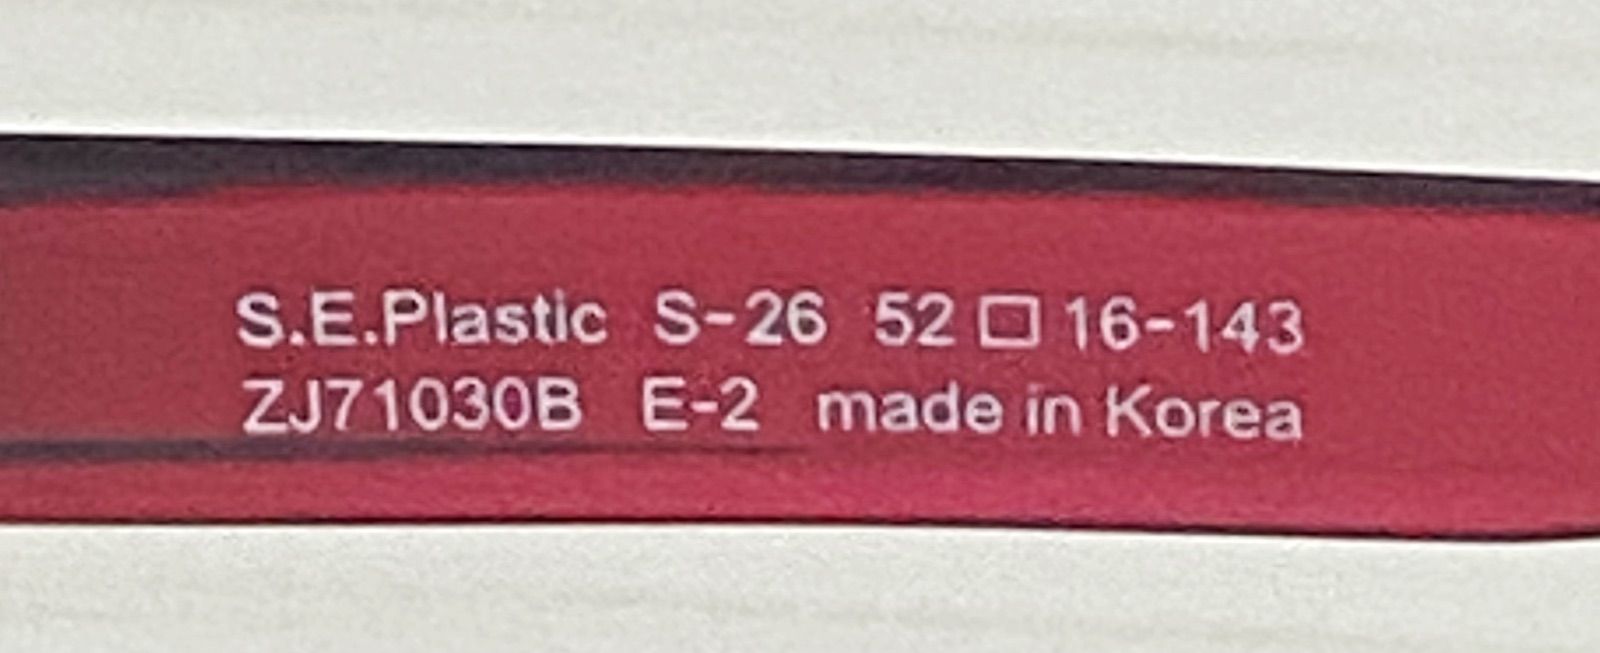 S.E.Plastic S-26 52 □ 16-143
ZJ71030B E-2 made in Korea